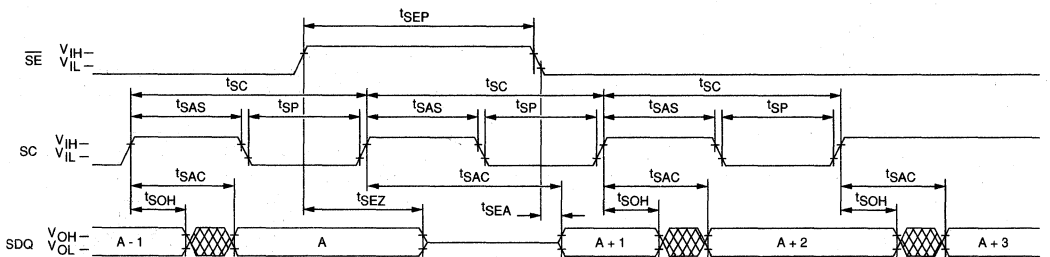 tSEP
SE VIH
VIL
tSC tSC tSC
tSAS tSP tSAS tSP tSAS tSP
SC VIH
VIL
tSAC tSAC tSAC tSAC
tSOH tSEZ tSEA tSOH tSOH
SDQ VOH
VOL
A - 1 A A + 1 A + 2 A + 3